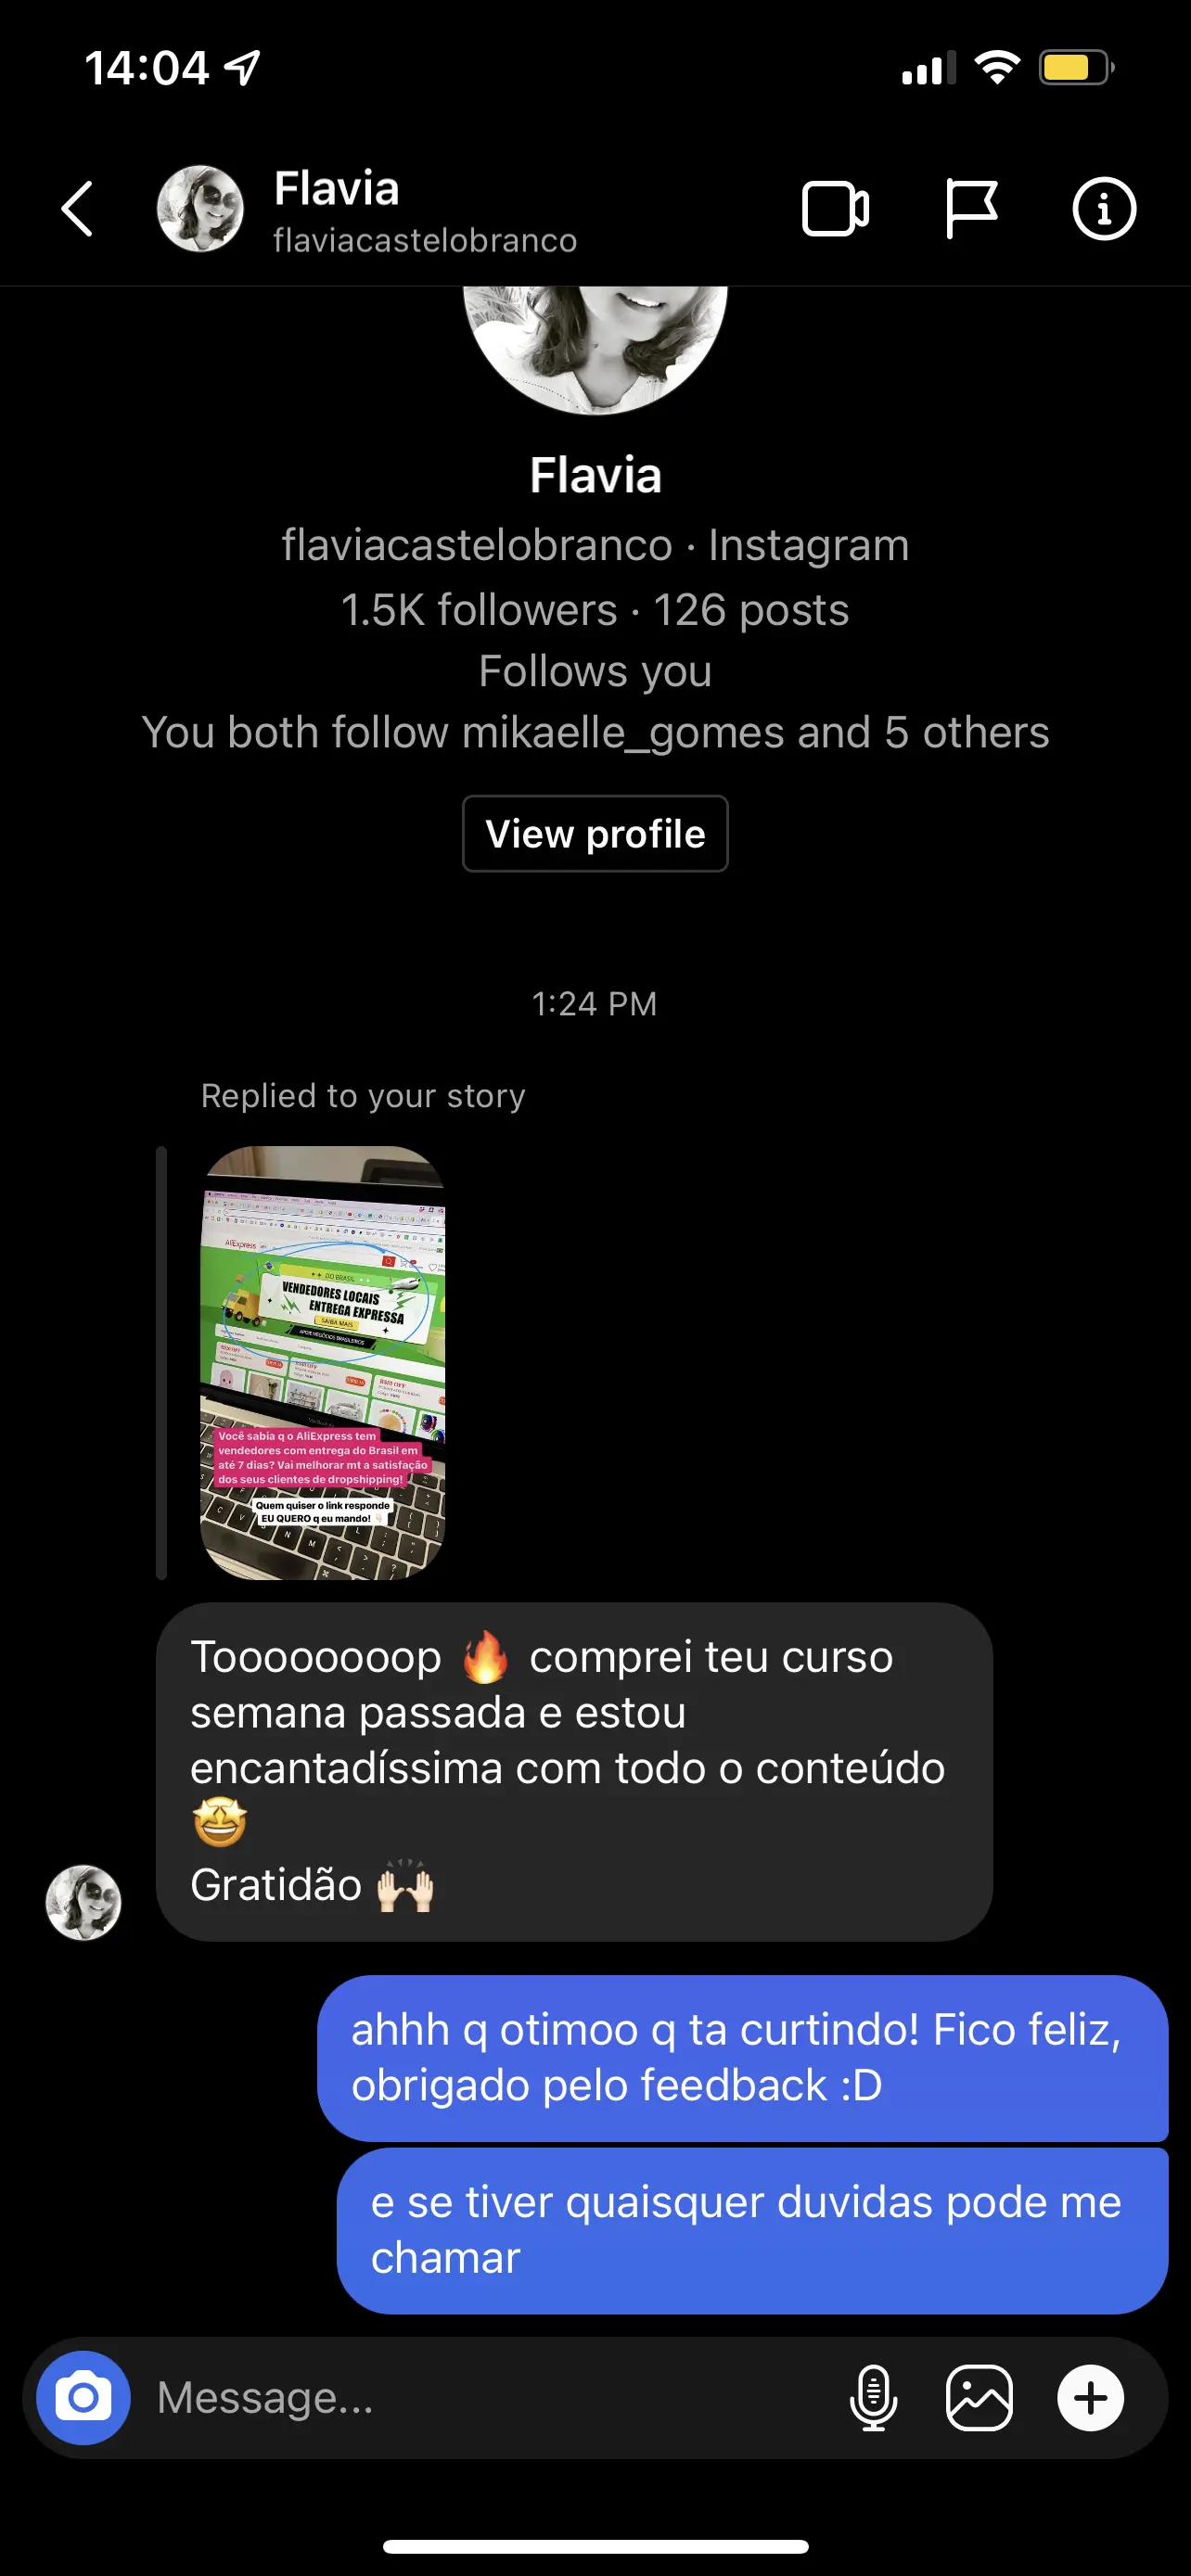 14:04
Flavia
flaviacastelobranco
Flavia
flaviacastelobranco · Instagram
1.5K followers · 126 posts
Follows you
You both follow mikaelle_gomes and 5 others
View profile
1:24 PM
Replied to your story
AliExpress
DO BRASIL
VENDEDORES LOCAIS
ENTREGA EXPRESSA
SAIBA MAIS
APOIE NEGÓCIOS BRASILEIROS
Você sabia q o AliExpress tem
vendedores com entrega do Brasil em
até 7 dias? Vai melhorar mt a satisfação
dos seus clientes de dropshipping!
Quem quiser o link responde
EU QUERO q eu mando! 👇🏻
Toooooooop 🔥 comprei teu curso
semana passada e estou
encantadíssima com todo o conteúdo
🤩
Gratidão 🙌🏻
ahhh q otimoo q ta curtindo! Fico feliz,
obrigado pelo feedback :D
e se tiver quaisquer duvidas pode me
chamar
Message...